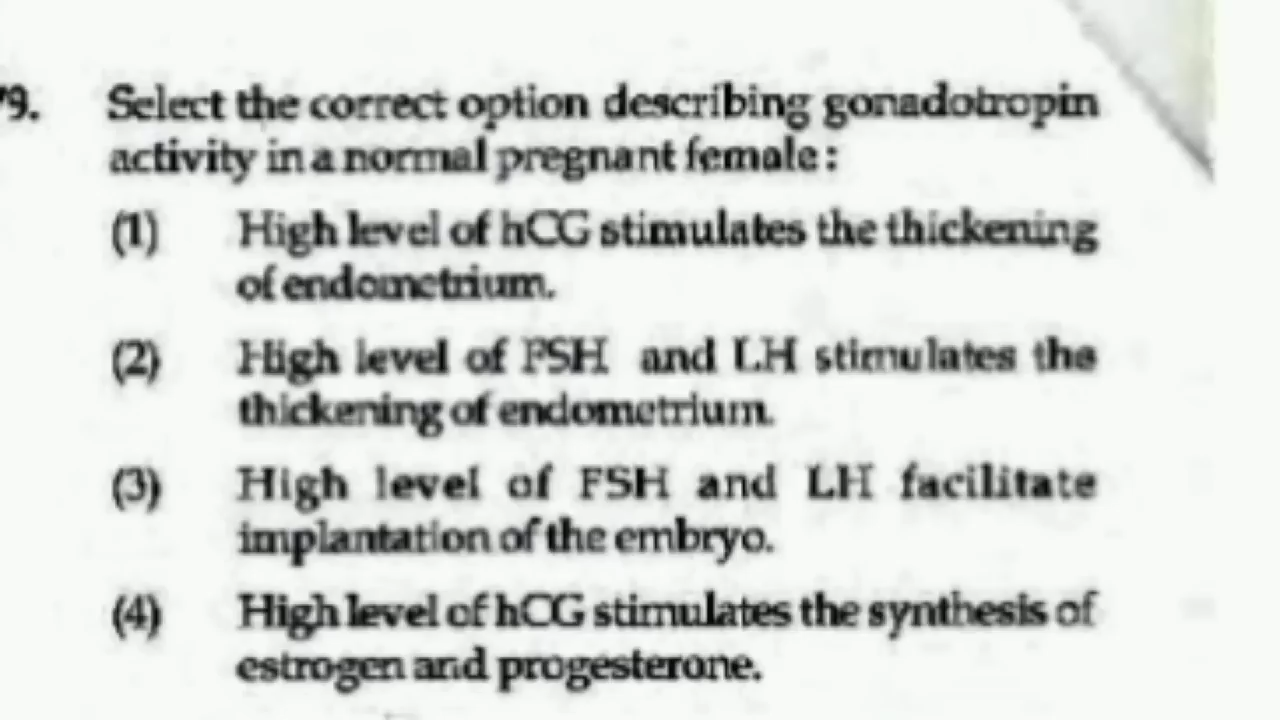 79. Select the correct option describing gonadotropin
activity in a normal pregnant female:
(1) High level of hCG stimulates the thickening
of endometrium.
(2) High level of FSH and LH stimulates the
thickening of endometrium.
(3) High level of FSH and LH facilitate
implantation of the embryo.
(4) High level of hCG stimulates the synthesis of
estrogen and progesterone.